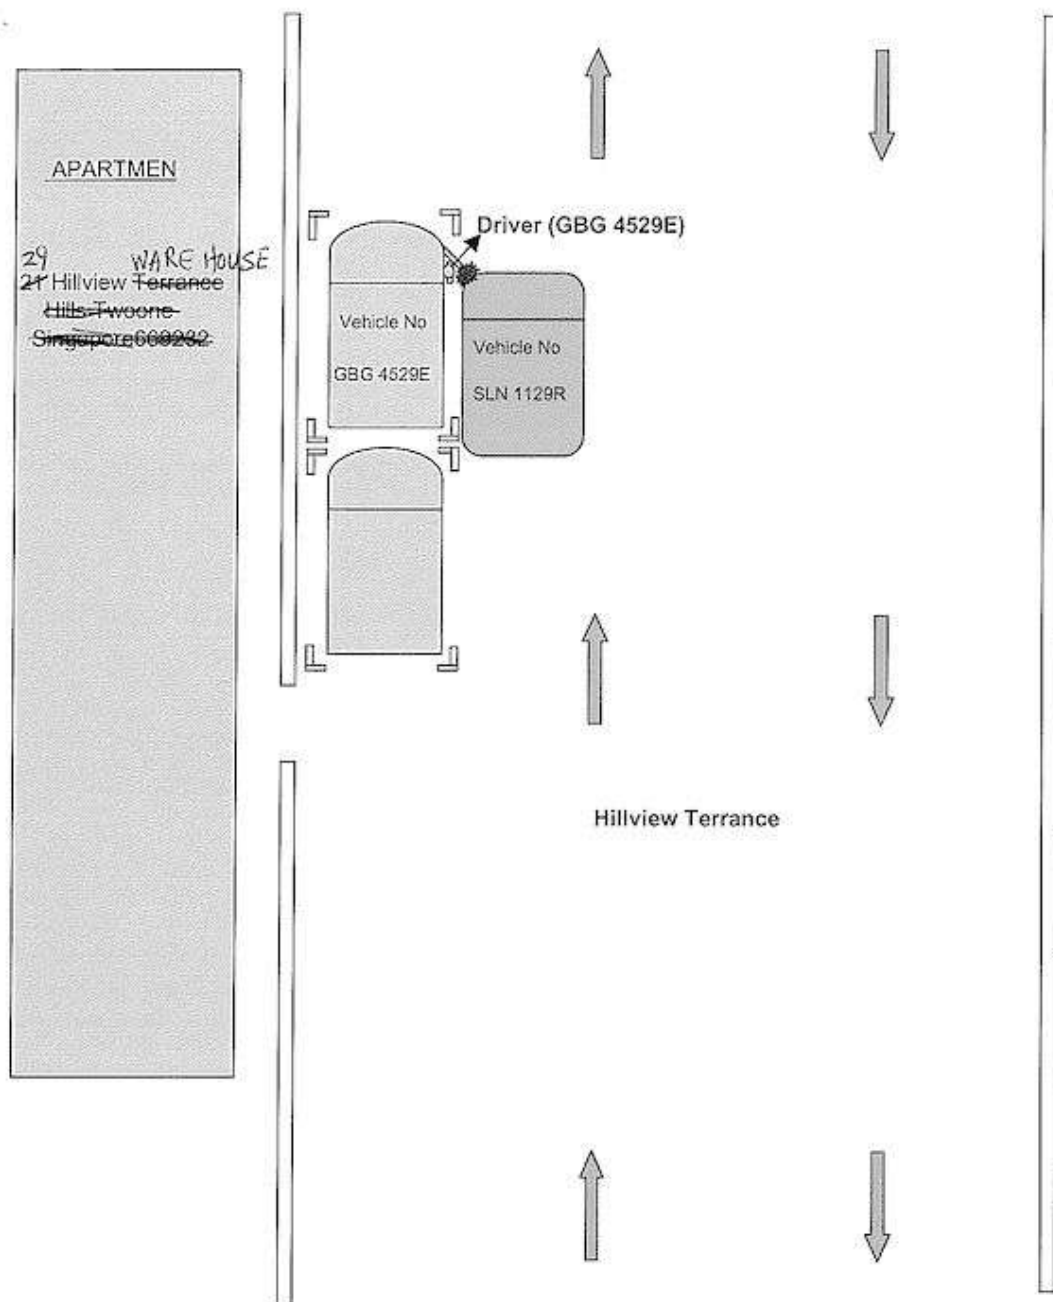 APARTMEN
29 WARE HOUSE
21 Hillview Terrance
Hills Twoone
Singapore 669232
Driver (GBG 4529E)
Vehicle No
GBG 4529E
Vehicle No
SLN 1129R
Hillview Terrance